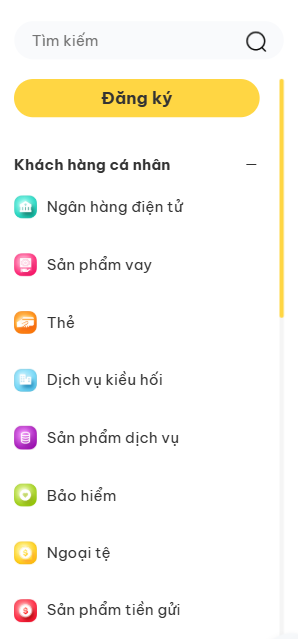 Tìm kiếm
Đăng ký
Khách hàng cá nhân
Ngân hàng điện tử
Sản phẩm vay
Thẻ
Dịch vụ kiều hối
Sản phẩm dịch vụ
Bảo hiểm
Ngoại tệ
Sản phẩm tiền gửi